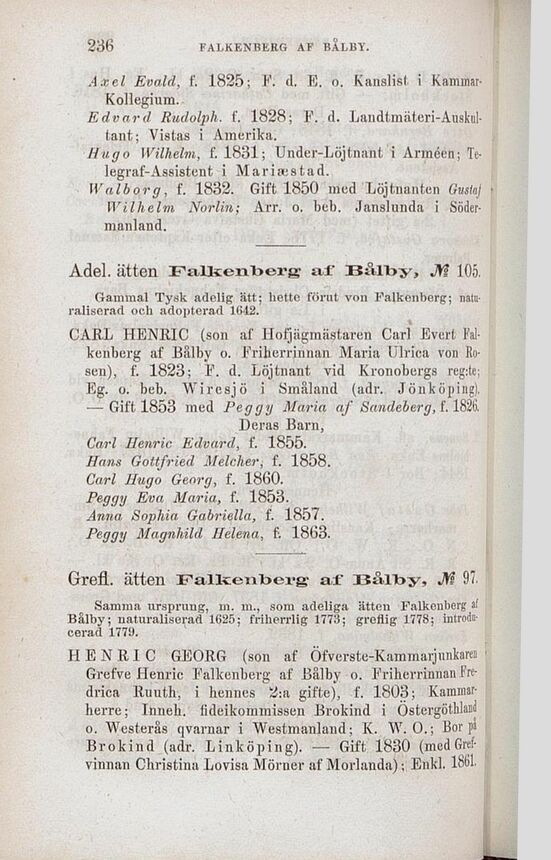 236 FALKENBERG AF BÅLBY.
Axel Evald, f. 1825; F. d. E. o. Kanslist i Kammar-
Kollegium.
Edvard Rudolph. f. 1828; F. d. Landtmäteri-Auskul-
tant; Vistas i Amerika.
Hugo Wilhelm, f. 1831; Under-Löjtnant i Arméen; Te-
legraf-Assistent i Mariæstad.
Walborg, f. 1832. Gift 1850 med Löjtnanten Gustaf
Wilhelm Norlin; Arr. o. beb. Janslunda i Söder-
manland.
Adel. ätten Falkenberg af Bålby, № 105.
Gammal Tysk adelig ätt; hette förut von Falkenberg; natu-
raliserad och adopterad 1642.
CARL HENRIC (son af Hofjägmästaren Carl Evert Fal-
kenberg af Bålby o. Friherrinnan Maria Ulrica von Ro-
sen), f. 1823; F. d. Löjtnant vid Kronobergs reg:te;
Eg. o. beb. Wiresjö i Småland (adr. Jönköping).
— Gift 1853 med Peggy Maria af Sandeberg, f. 1826.
Deras Barn,
Carl Henric Edvard, f. 1855.
Hans Gottfried Melcher, f. 1858.
Carl Hugo Georg, f. 1860.
Peggy Eva Maria, f. 1853.
Anna Sophia Gabriella, f. 1857.
Peggy Magnhild Helena, f. 1863.
Grefl. ätten Falkenberg af Bålby, № 97.
Samma ursprung, m. m., som adeliga ätten Falkenberg af
Bålby; naturaliserad 1625; friherrlig 1773; greflig 1778; introdu-
cerad 1779.
HENRIC GEORG (son af Öfverste-Kammarjunkaren
Grefve Henric Falkenberg af Bålby o. Friherrinnan Fre-
drica Ruuth, i hennes 2:a gifte), f. 1803; Kammar-
herre; Inneh. fideikommissen Brokind i Östergöthland
o. Westerås qvarnar i Westmanland; K. W. O.; Bor på
Brokind (adr. Linköping). — Gift 1830 (med Gref-
vinnan Christina Lovisa Mörner af Morlanda); Enkl. 1861.